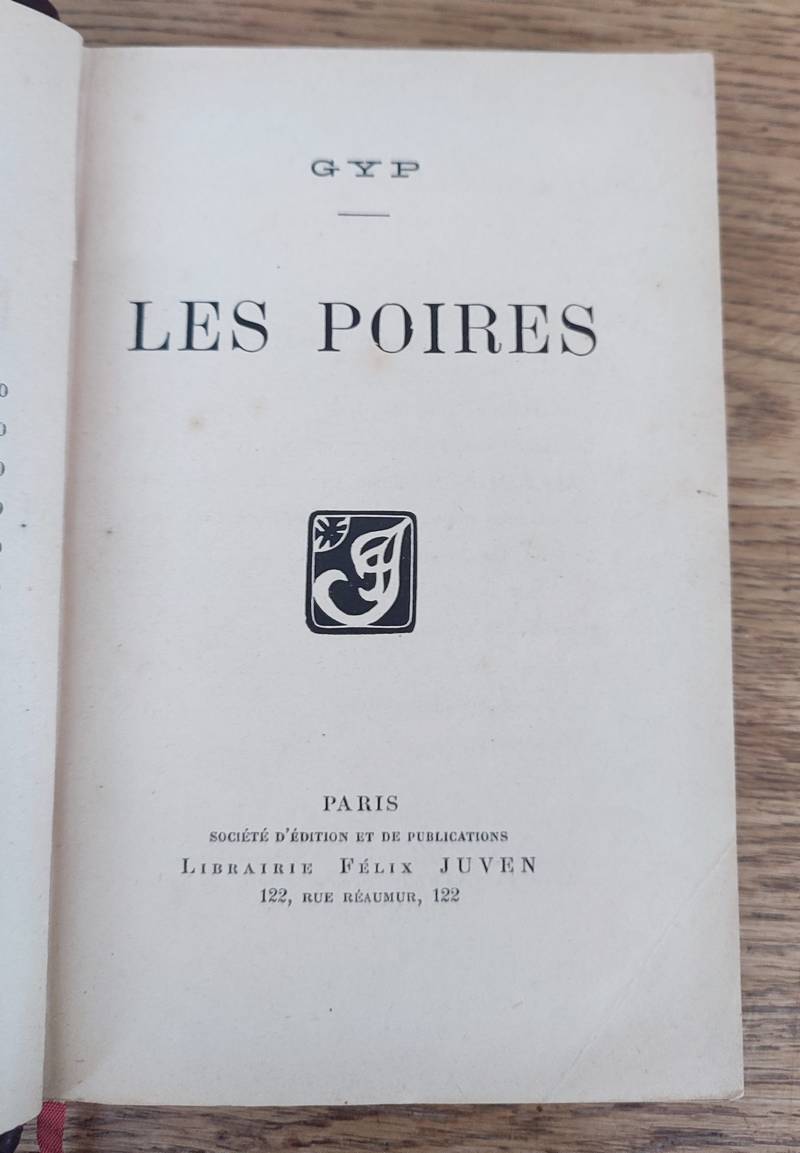 GYP
LES POIRES
PARIS
SOCIÉTÉ D'ÉDITION ET DE PUBLICATIONS
LIBRAIRIE FÉLIX JUVEN
122, RUE RÉAUMUR, 122